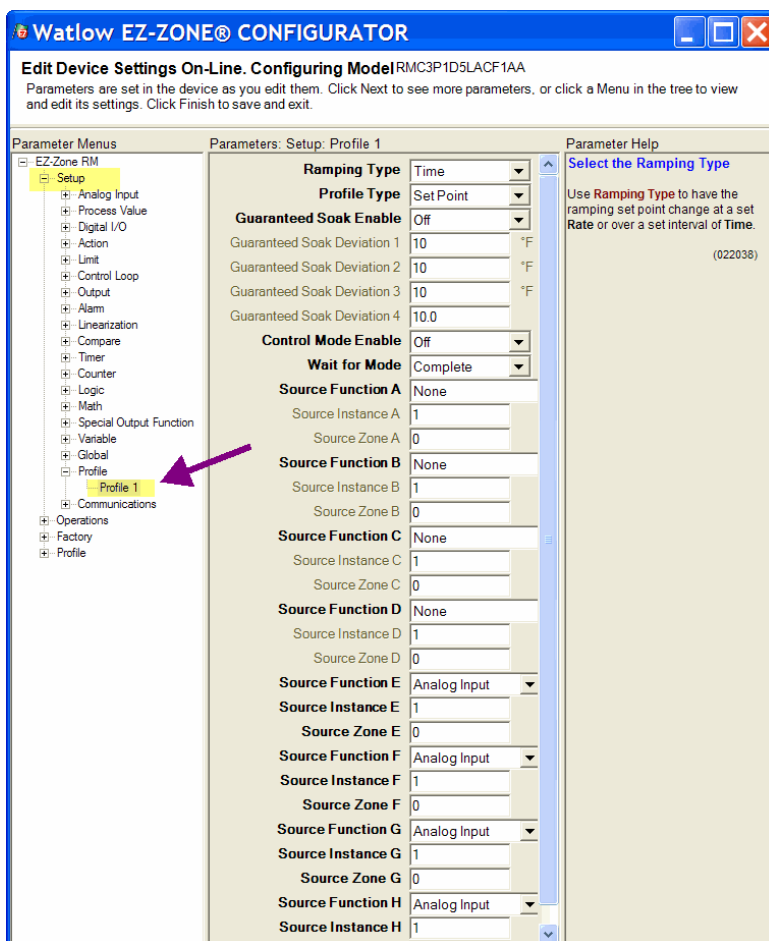 Watlow EZ-ZONE® CONFIGURATOR
Edit Device Settings On-Line. Configuring Model RMC3P1D5LACF1AA
Parameters are set in the device as you edit them. Click Next to see more parameters, or click a Menu in the tree to view
and edit its settings. Click Finish to save and exit.
Parameter Menus
EZ-Zone RM
Setup
Analog Input
Process Value
Digital I/O
Action
Limit
Control Loop
Output
Alarm
Linearization
Compare
Timer
Counter
Logic
Math
Special Output Function
Variable
Global
Profile
Profile 1
Communications
Operations
Factory
Profile
Parameters: Setup: Profile 1
Ramping Type Time
Profile Type Set Point
Guaranteed Soak Enable Off
Guaranteed Soak Deviation 1 10 °F
Guaranteed Soak Deviation 2 10 °F
Guaranteed Soak Deviation 3 10 °F
Guaranteed Soak Deviation 4 10.0
Control Mode Enable Off
Wait for Mode Complete
Source Function A None
Source Instance A 1
Source Zone A 0
Source Function B None
Source Instance B 1
Source Zone B 0
Source Function C None
Source Instance C 1
Source Zone C 0
Source Function D None
Source Instance D 1
Source Zone D 0
Source Function E Analog Input
Source Instance E 1
Source Zone E 0
Source Function F Analog Input
Source Instance F 1
Source Zone F 0
Source Function G Analog Input
Source Instance G 1
Source Zone G 0
Source Function H Analog Input
Source Instance H 1
Parameter Help
Select the Ramping Type
Use Ramping Type to have the
ramping set point change at a set
Rate or over a set interval of Time.
(022038)